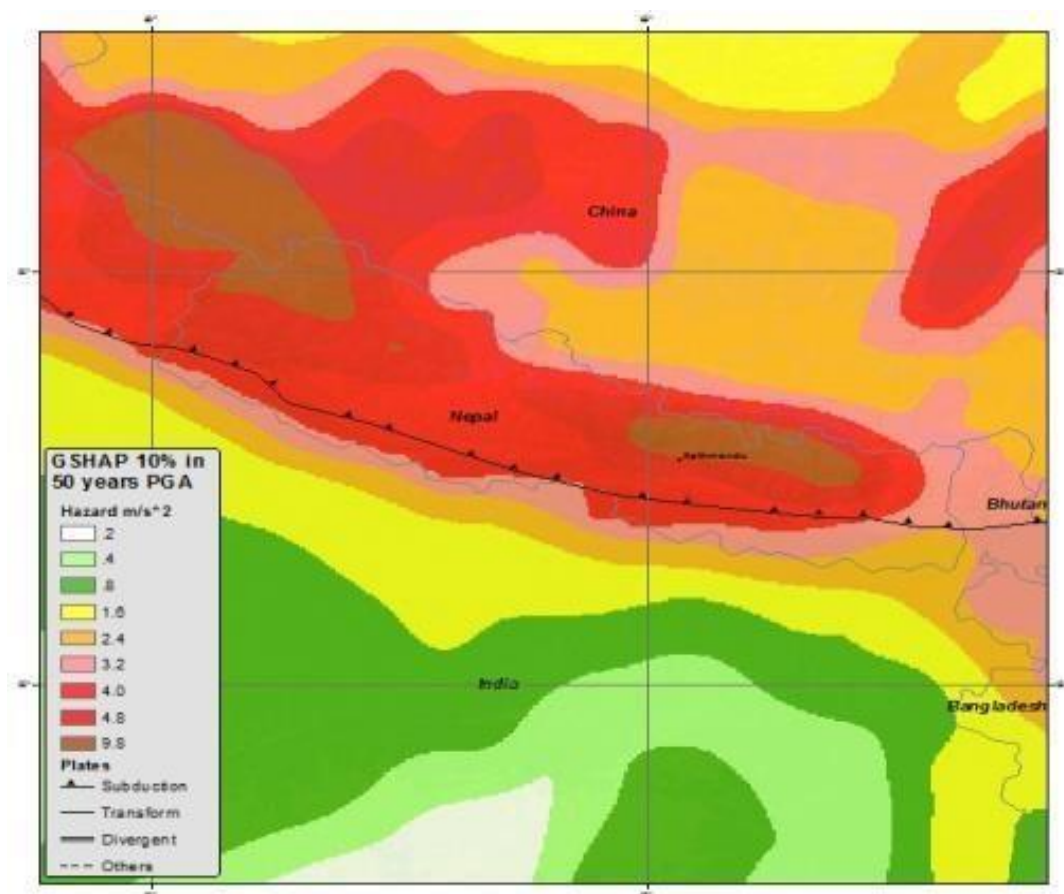 China
Nepal
Kathmandu
Bhutan
India
Bangladesh
GSHAP 10% in
50 years PGA
Hazard m/s^2
.2
.4
.8
1.6
2.4
3.2
4.0
4.8
9.8
Plates
Subduction
Transform
Divergent
Others